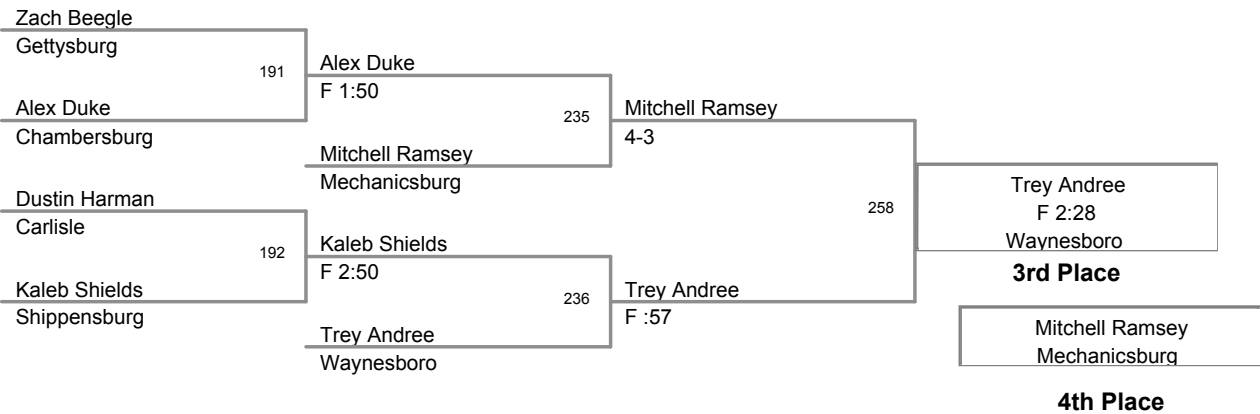 Zach Beegle
Gettysburg
191
Alex Duke
Chambersburg
Alex Duke
F 1:50
235
Mitchell Ramsey
Mechanicsburg
Dustin Harman
Carlisle
192
Kaleb Shields
Shippensburg
Kaleb Shields
F 2:50
236
Trey Andree
Waynesboro
Mitchell Ramsey
4-3
258
Trey Andree
F :57
Trey Andree
F 2:28
Waynesboro
3rd Place
Mitchell Ramsey
Mechanicsburg
4th Place